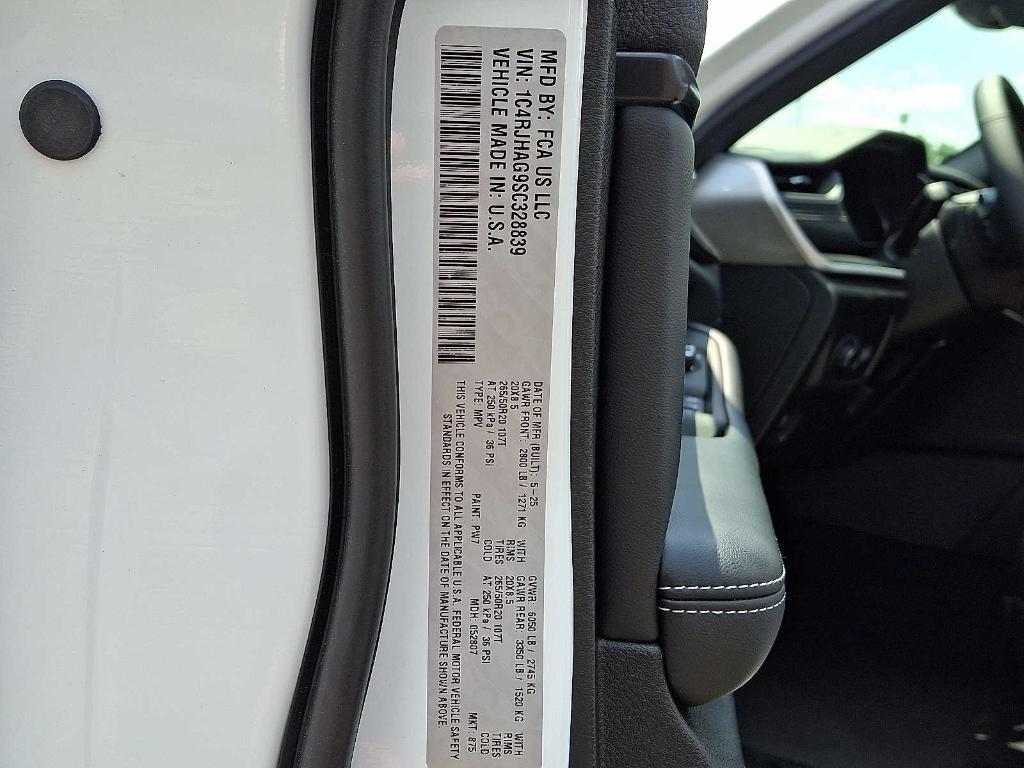 MFD BY: FCA US LLC
VIN: 1C4RJHAG9SC328839
VEHICLE MADE IN: U.S.A.
DATE OF MFR (BUILT): 5-25 GVWR: 6050 LB / 2745 KG
GAWR FRONT: 2800 LB / 1271 KG WITH GAWR REAR: 3350 LB / 1520 KG WITH
20X8.5 RIMS 20X8.5 RIMS
265/50R20 107T TIRES 265/50R20 107T TIRES
AT 250 kPa / 36 PSI COLD AT 250 kPa / 36 PSI COLD
TYPE: MPV PAINT: PW7 MDH: 052807 MKT: 875
THIS VEHICLE CONFORMS TO ALL APPLICABLE U.S.A. FEDERAL MOTOR VEHICLE SAFETY
STANDARDS IN EFFECT ON THE DATE OF MANUFACTURE SHOWN ABOVE.